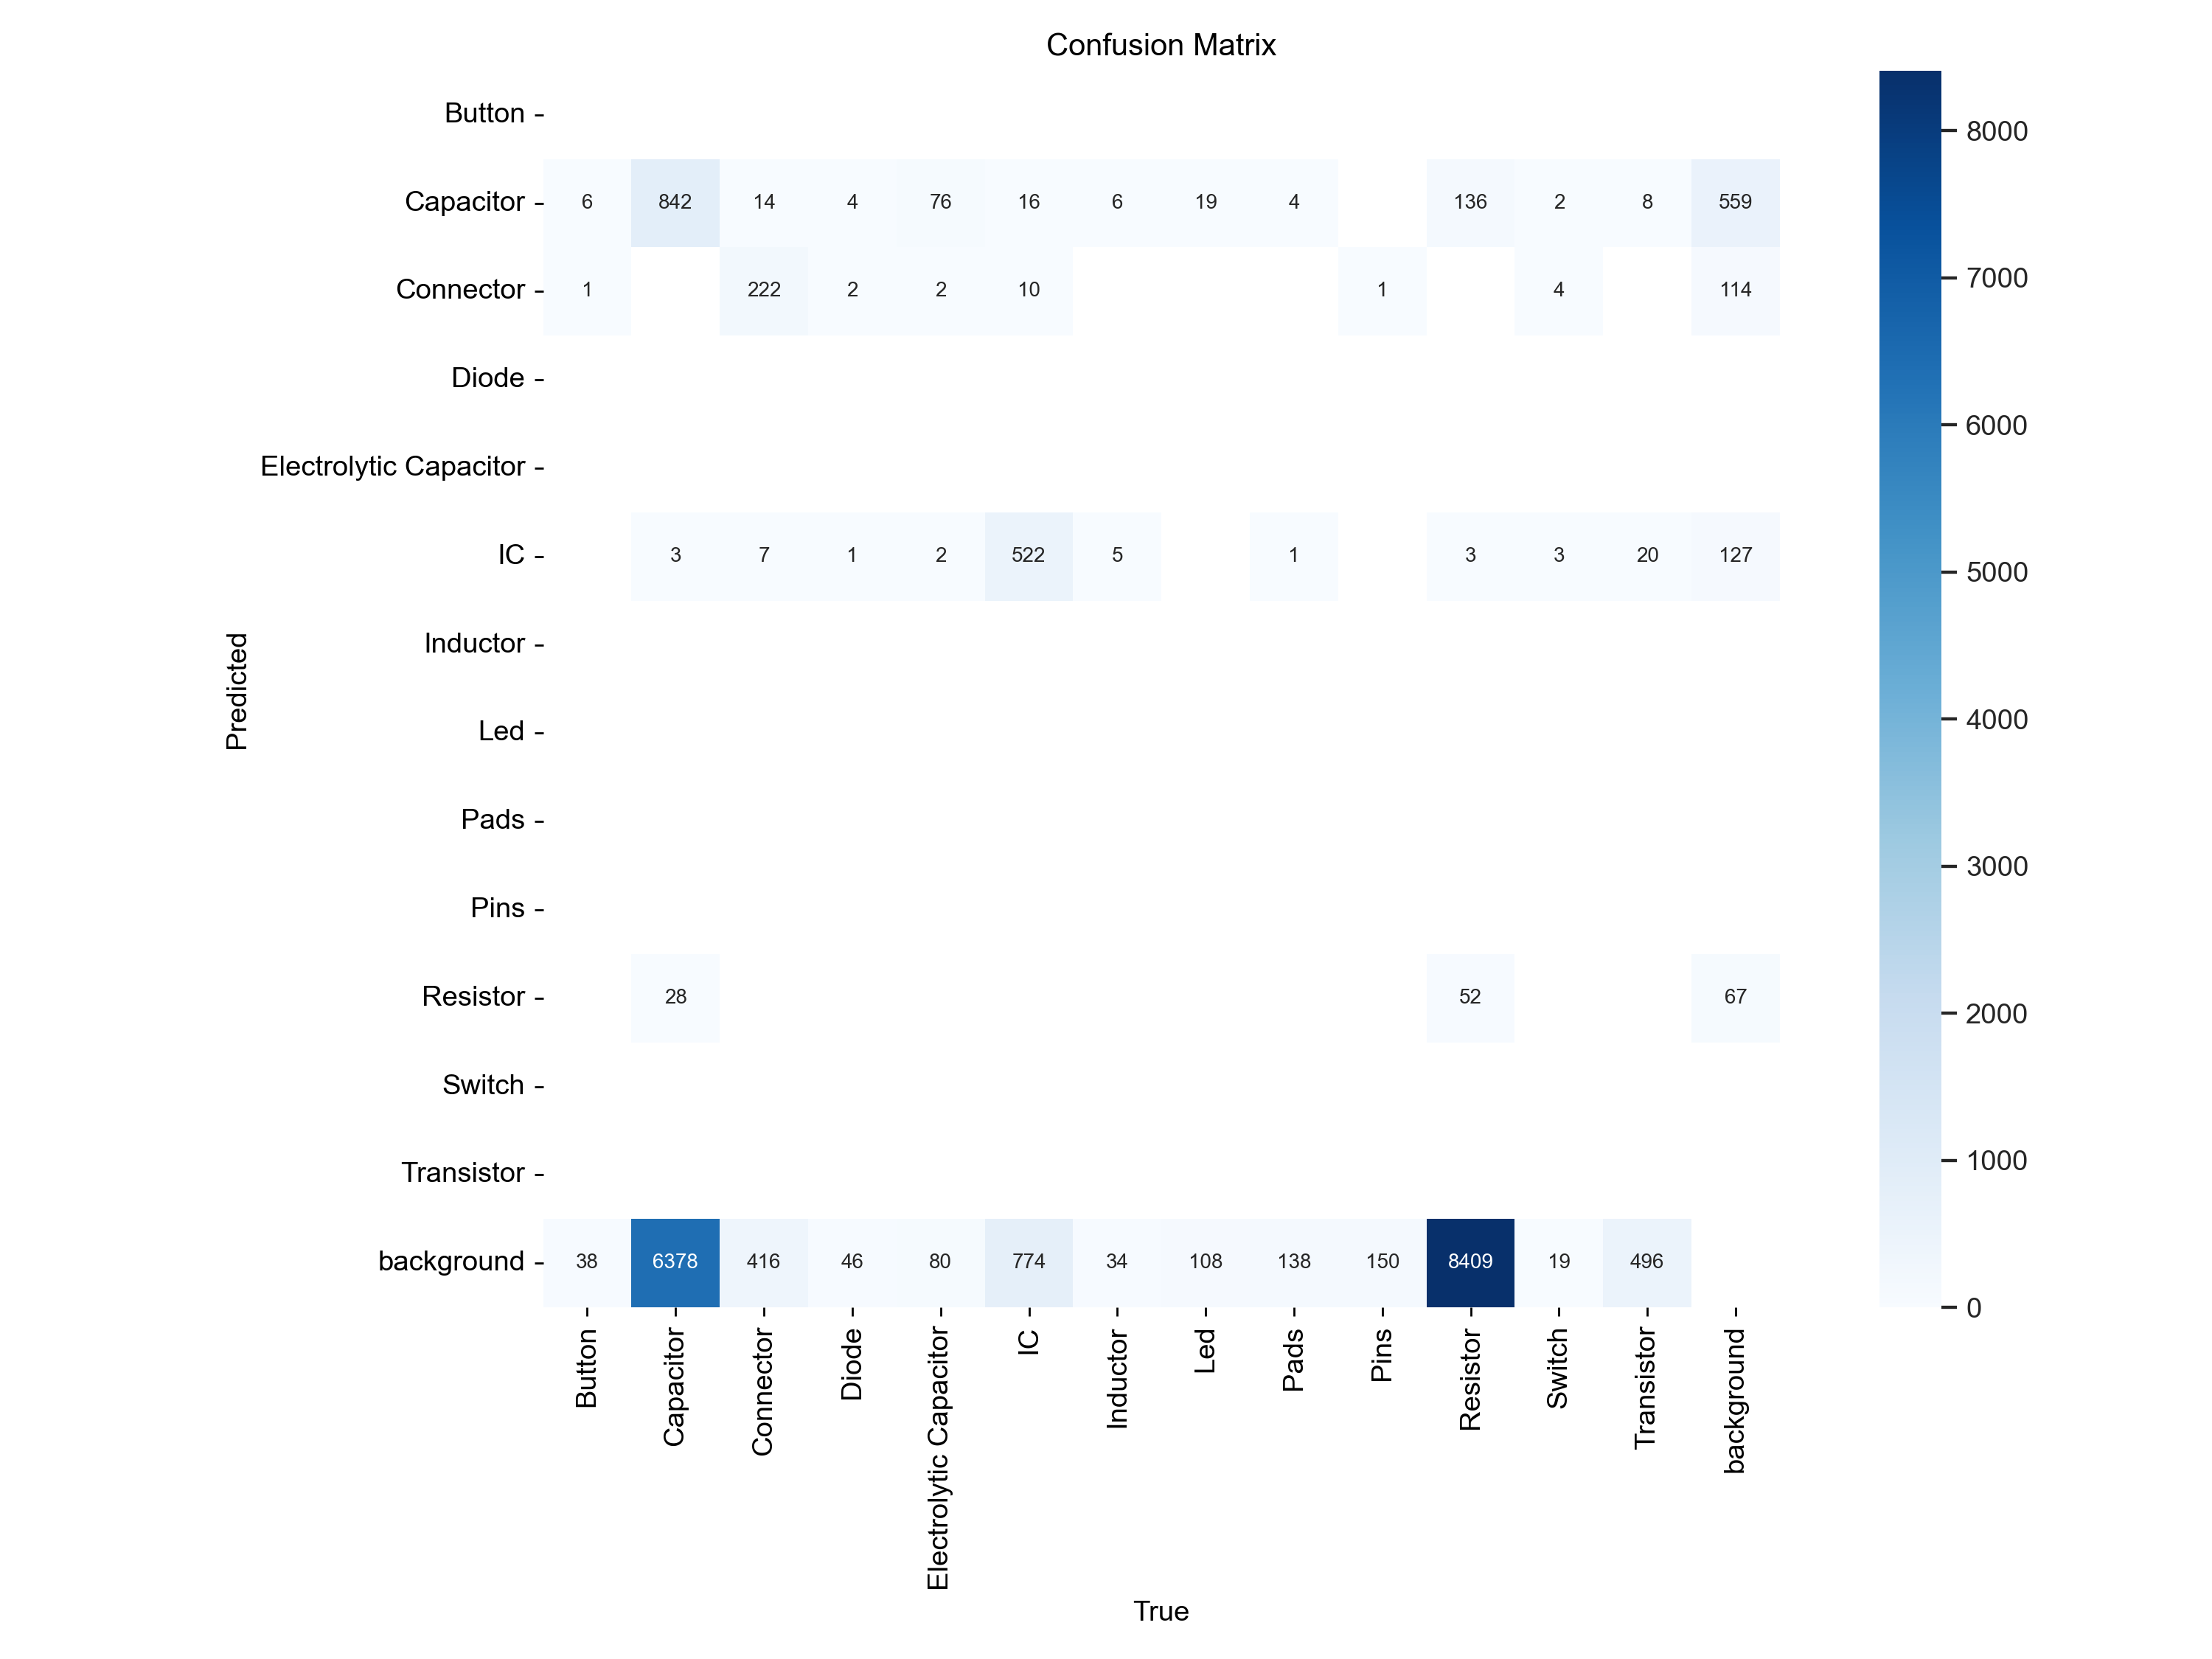 Confusion Matrix
Button
Capacitor 6 842 14 4 76 16 6 19 4 136 2 8 559
Connector 1 222 2 2 10 1 4 114
Diode
Electrolytic Capacitor
IC 3 7 1 2 522 5 1 3 3 20 127
Inductor
Led
Pads
Pins
Resistor 28 52 67
Switch
Transistor
background 38 6378 416 46 80 774 34 108 138 150 8409 19 496
Predicted
Button
Capacitor
Connector
Diode
Electrolytic Capacitor
IC
Inductor
Led
Pads
Pins
Resistor
Switch
Transistor
background
True
8000
7000
6000
5000
4000
3000
2000
1000
0